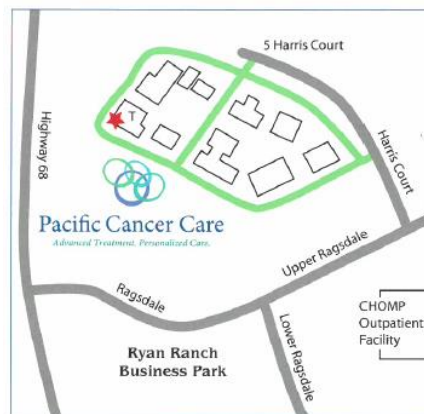 5 Harris Court
Highway 68
T
Harris Court
Pacific Cancer Care
Advanced Treatment. Personalized Care.
Upper Ragsdale
Ragsdale
Lower Ragsdale
CHOMP
Outpatient
Facility
Ryan Ranch
Business Park